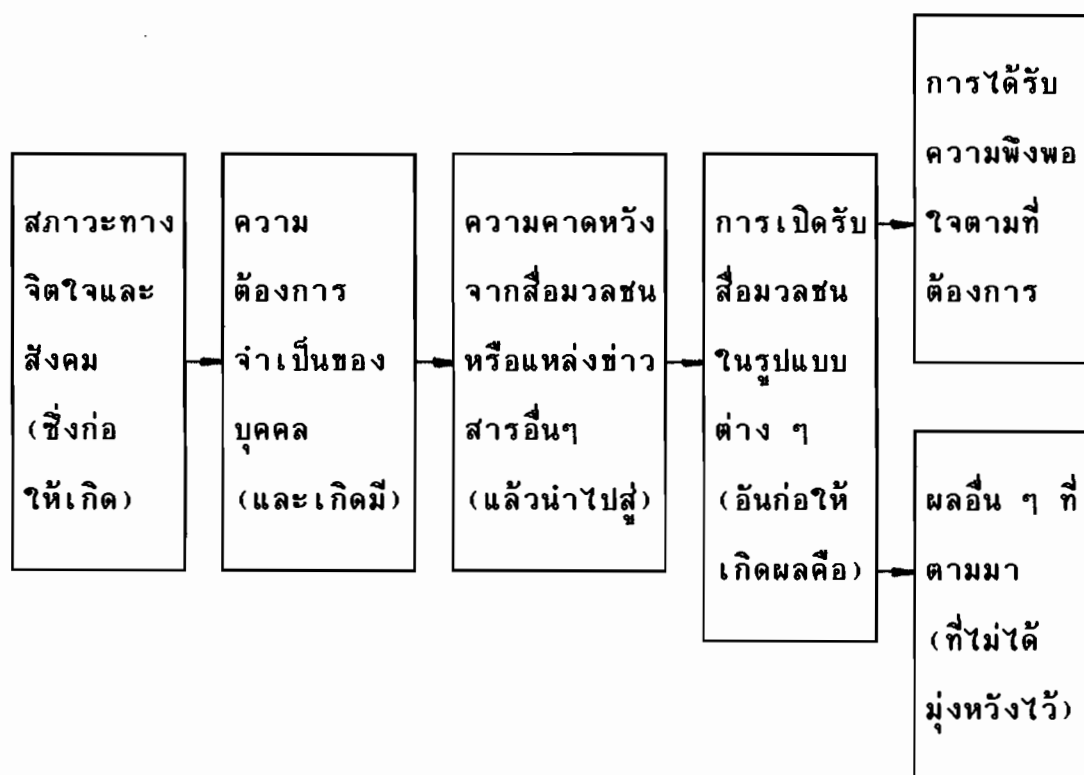 สภาวะทาง
จิตใจและ
สังคม
(ซึ่งก่อ
ให้เกิด)
ความ
ต้องการ
จำเป็นของ
บุคคล
(และเกิดมี)
ความคาดหวัง
จากสื่อมวลชน
หรือแหล่งข่าว
สารอื่นๆ
(แล้วนำไปสู่)
การเปิดรับ
สื่อมวลชน
ในรูปแบบ
ต่าง ๆ
(อันก่อให้
เกิดผลคือ)
การได้รับ
ความพึงพอ
ใจตามที่
ต้องการ
ผลอื่น ๆ ที่
ตามมา
(ที่ไม่ได้
มุ่งหวังไว้)